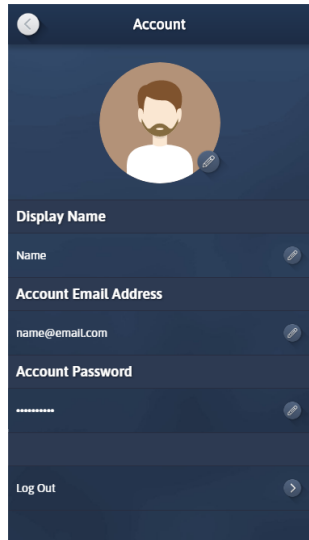 Account
Display Name
Name
Account Email Address
name@email.com
Account Password
••••••••••
Log Out